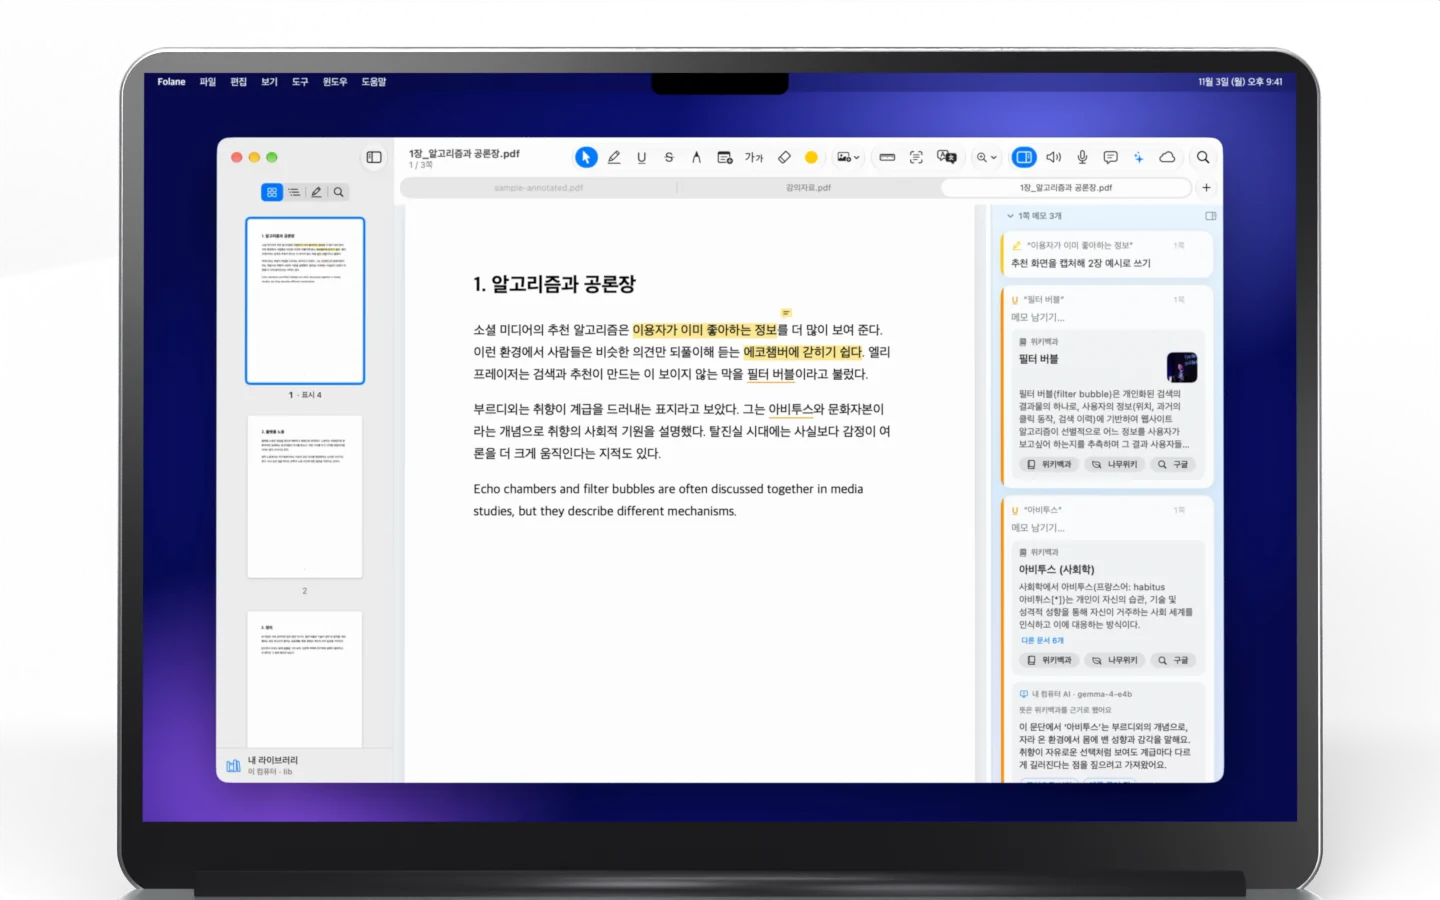 Folane 파일 편집 보기 도구 윈도우 도움말
11월 3일 (월) 오후 9:41
1장_알고리즘과 공론장.pdf
1 / 3쪽
가가
sample-annotated.pdf
강의자료.pdf
1장_알고리즘과 공론장.pdf
1 · 표시 4
2
내 라이브러리
이 컴퓨터 · lib
1. 알고리즘과 공론장
소셜 미디어의 추천 알고리즘은 이용자가 이미 좋아하는 정보를 더 많이 보여 준다.
이런 환경에서 사람들은 비슷한 의견만 되풀이해 듣는 에코챔버에 갇히기 쉽다. 엘리
프레이저는 검색과 추천이 만드는 이 보이지 않는 막을 필터 버블이라고 불렀다.
부르디외는 취향이 계급을 드러내는 표지라고 보았다. 그는 아비투스와 문화자본이
라는 개념으로 취향의 사회적 기원을 설명했다. 탈진실 시대에는 사실보다 감정이 여
론을 더 크게 움직인다는 지적도 있다.
Echo chambers and filter bubbles are often discussed together in media
studies, but they describe different mechanisms.
1쪽 메모 3개
“이용자가 이미 좋아하는 정보” 1쪽
추천 화면을 캡처해 2장 예시로 쓰기
“필터 버블” 1쪽
메모 남기기...
위키백과
필터 버블
필터 버블(filter bubble)은 개인화된 검색의
결과물의 하나로, 사용자의 정보(위치, 과거의
클릭 동작, 검색 이력)에 기반하여 웹사이트
알고리즘이 선별적으로 어느 정보를 사용자가
보고싶어 하는지를 추측하며 그 결과 사용자들...
위키백과 나무위키 구글
“아비투스” 1쪽
메모 남기기...
위키백과
아비투스 (사회학)
사회학에서 아비투스(프랑스어: habitus
아비튀스[*])는 개인이 자신의 습관, 기술 및
성격적 성향을 통해 자신이 거주하는 사회 세계를
인식하고 이에 대응하는 방식이다.
다른 문서 6개
위키백과 나무위키 구글
내 컴퓨터 AI · gemma-4-e4b
뜻은 위키백과를 근거로 했어요
이 문단에서 ‘아비투스’는 부르디외의 개념으로,
자라 온 환경에서 몸에 밴 성향과 감각을 말해요.
취향이 자유로운 선택처럼 보여도 계급마다 다르
게 길러진다는 점을 짚으려고 가져왔어요.